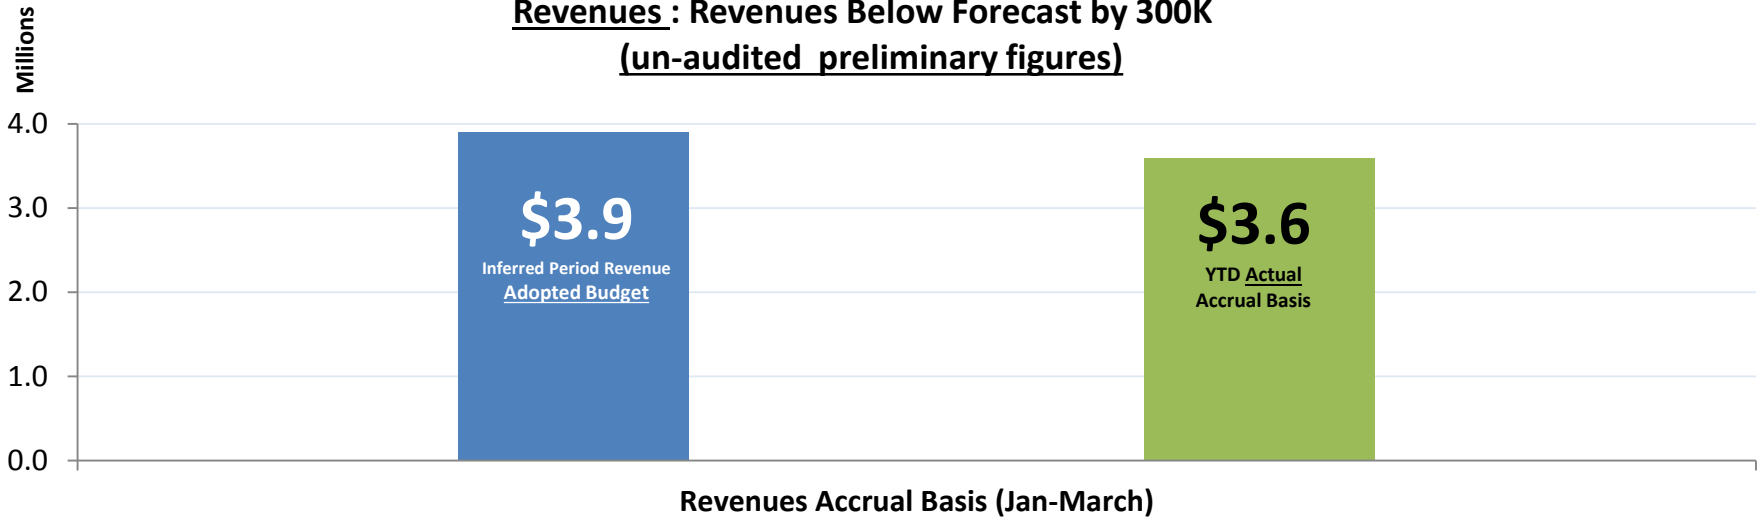 Revenues : Revenues Below Forecast by 300K
(un-audited preliminary figures)
Millions
4.0
3.0
2.0
1.0
0.0
$3.9
Inferred Period Revenue
Adopted Budget
$3.6
YTD Actual
Accrual Basis
Revenues Accrual Basis (Jan-March)